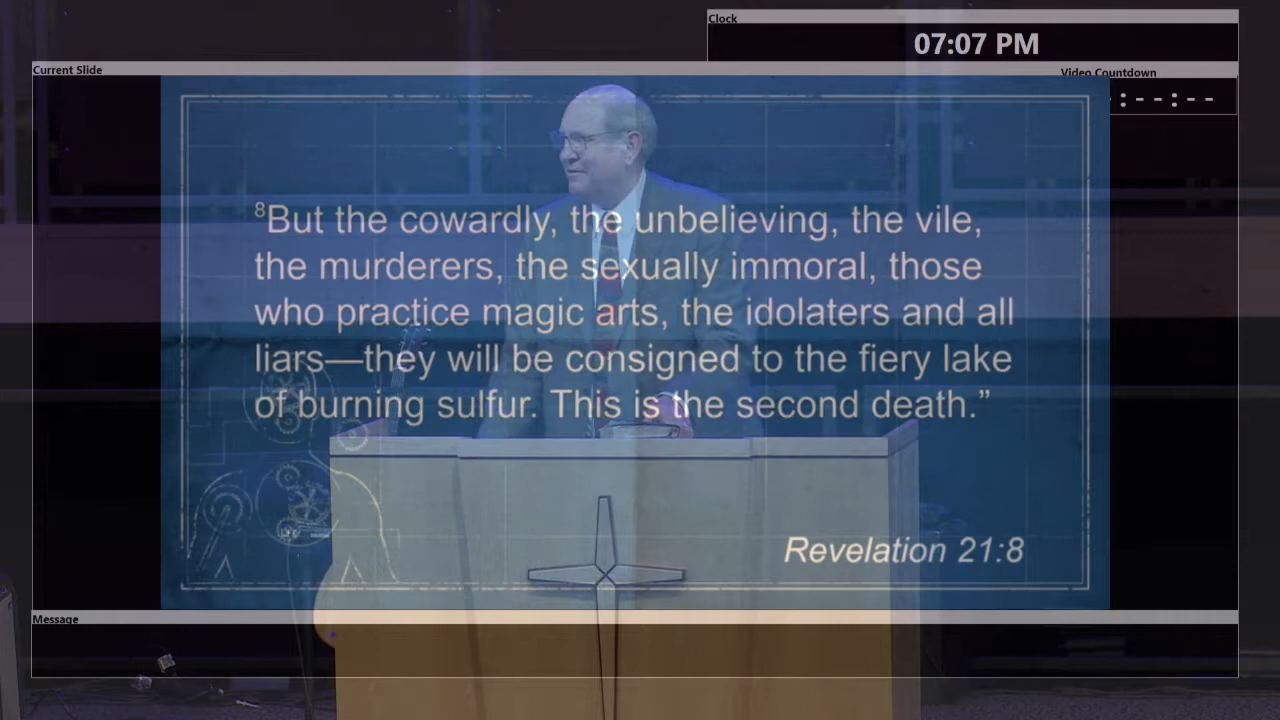 Clock
07:07 PM
Current Slide
Video Countdown
:--:--
⁸But the cowardly, the unbelieving, the vile,
the murderers, the sexually immoral, those
who practice magic arts, the idolaters and all
liars—they will be consigned to the fiery lake
of burning sulfur. This is the second death.”
Revelation 21:8
Message